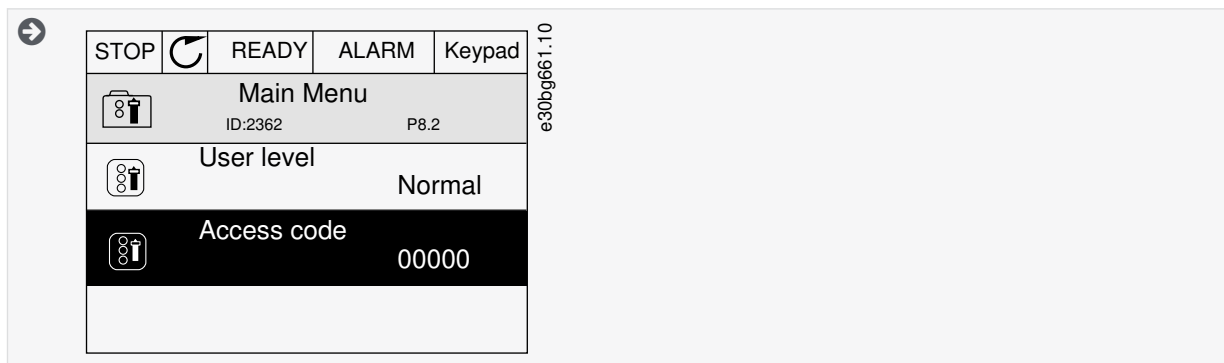 STOP READY ALARM Keypad
Main Menu
ID:2362 P8.2
User level
Normal
Access code
00000
e30bg661.10